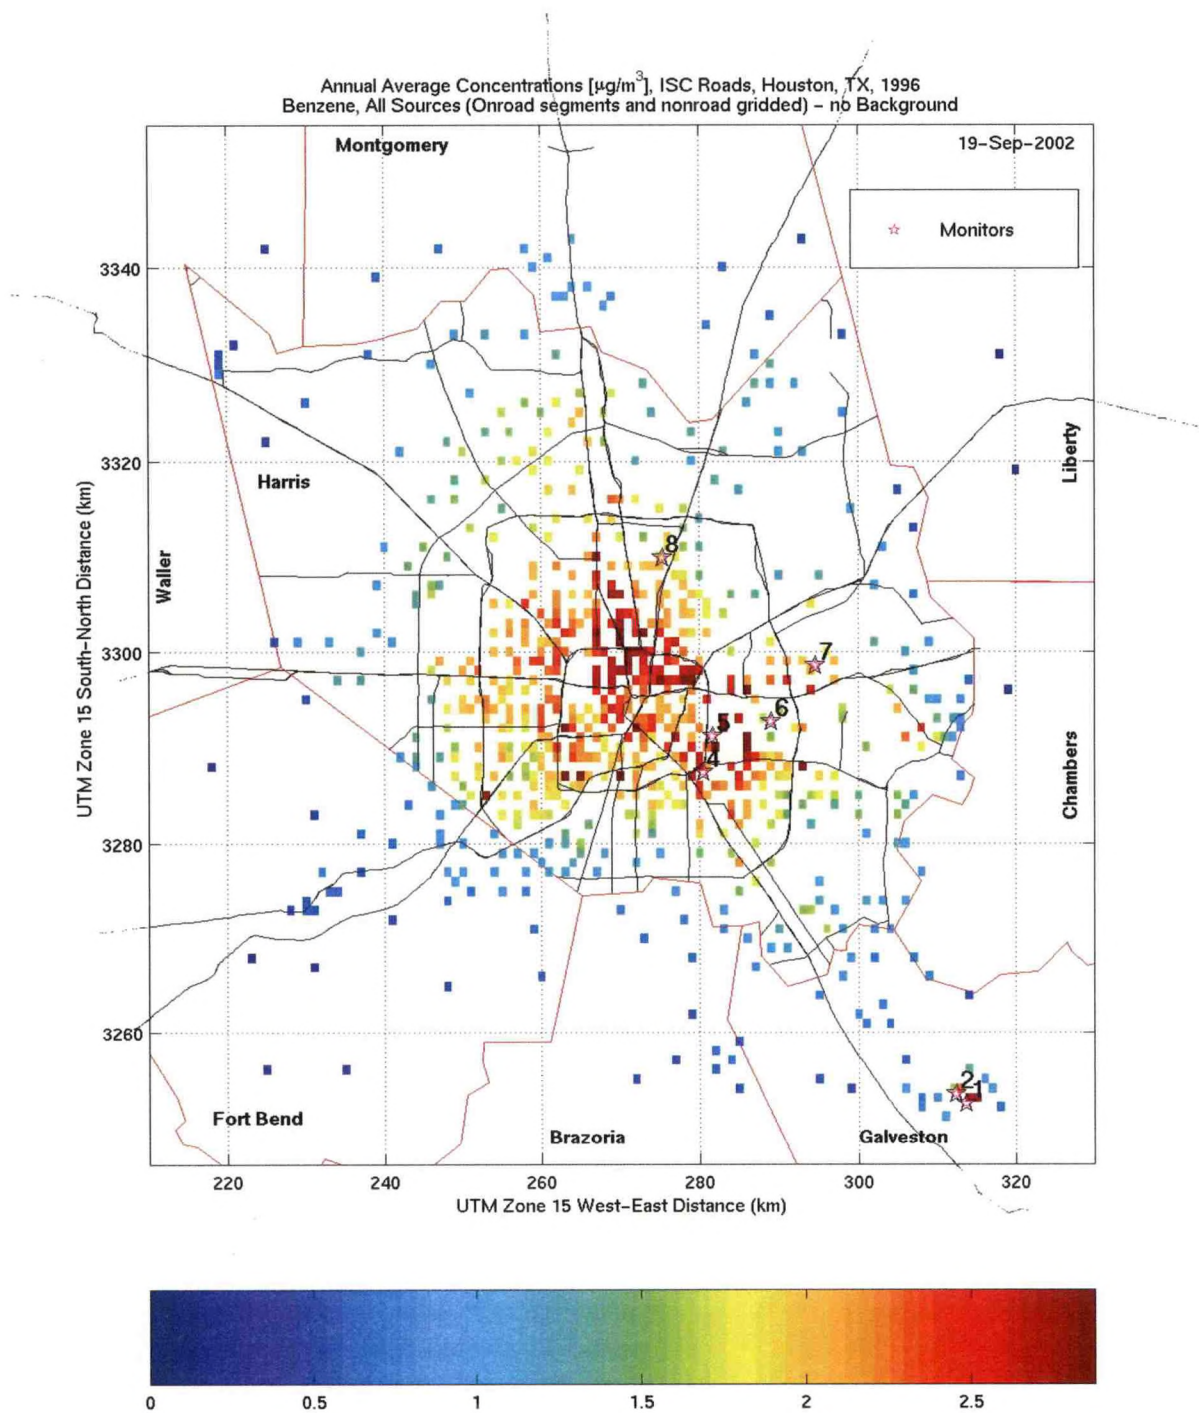 Annual Average Concentrations [µg/m³], ISC Roads, Houston, TX, 1996
Benzene, All Sources (Onroad segments and nonroad gridded) – no Background
Montgomery
19-Sep-2002
Monitors
3340
Liberty
3320
Harris
8
Waller
UTM Zone 15 South-North Distance (km)
7
3300
6
5
4
Chambers
3280
3260
2
1
Fort Bend
Brazoria
Galveston
220
240
260
280
300
320
UTM Zone 15 West-East Distance (km)
0
0.5
1
1.5
2
2.5